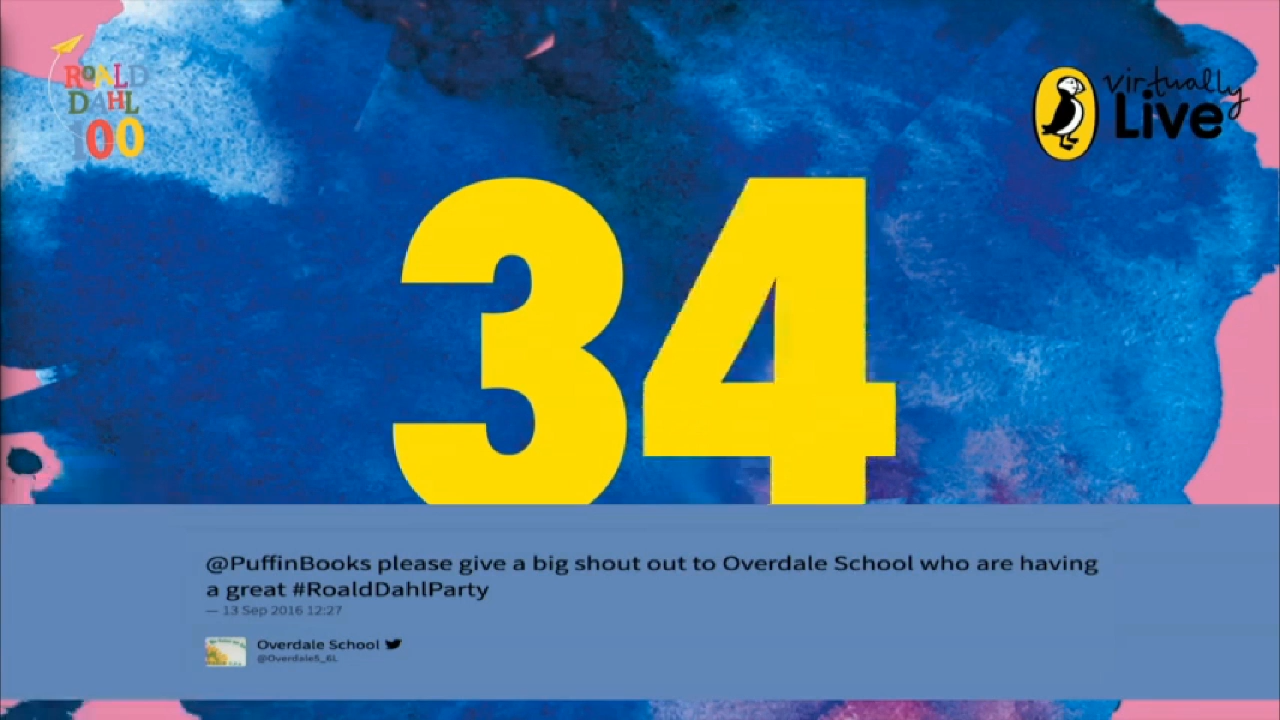 ROALD
DAHL
100
virtually
Live
34
@PuffinBooks please give a big shout out to Overdale School who are having
a great #RoaldDahlParty
— 13 Sep 2016 12:27
Overdale School
@Overdale5_6L